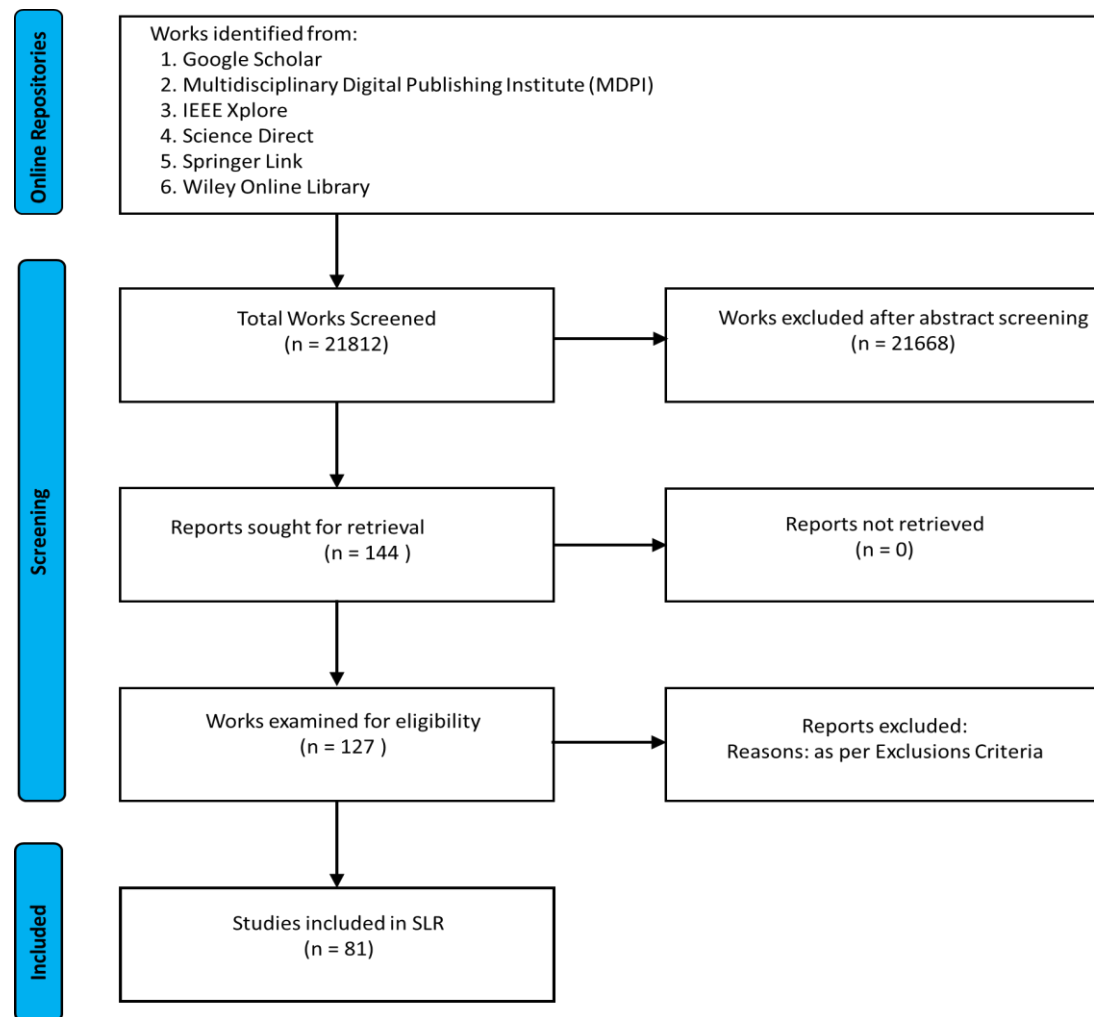 Online Repositories
Works identified from:
1. Google Scholar
2. Multidisciplinary Digital Publishing Institute (MDPI)
3. IEEE Xplore
4. Science Direct
5. Springer Link
6. Wiley Online Library
Screening
Total Works Screened
(n = 21812)
Works excluded after abstract screening
(n = 21668)
Reports sought for retrieval
(n = 144 )
Reports not retrieved
(n = 0)
Works examined for eligibility
(n = 127 )
Reports excluded:
Reasons: as per Exclusions Criteria
Included
Studies included in SLR
(n = 81)